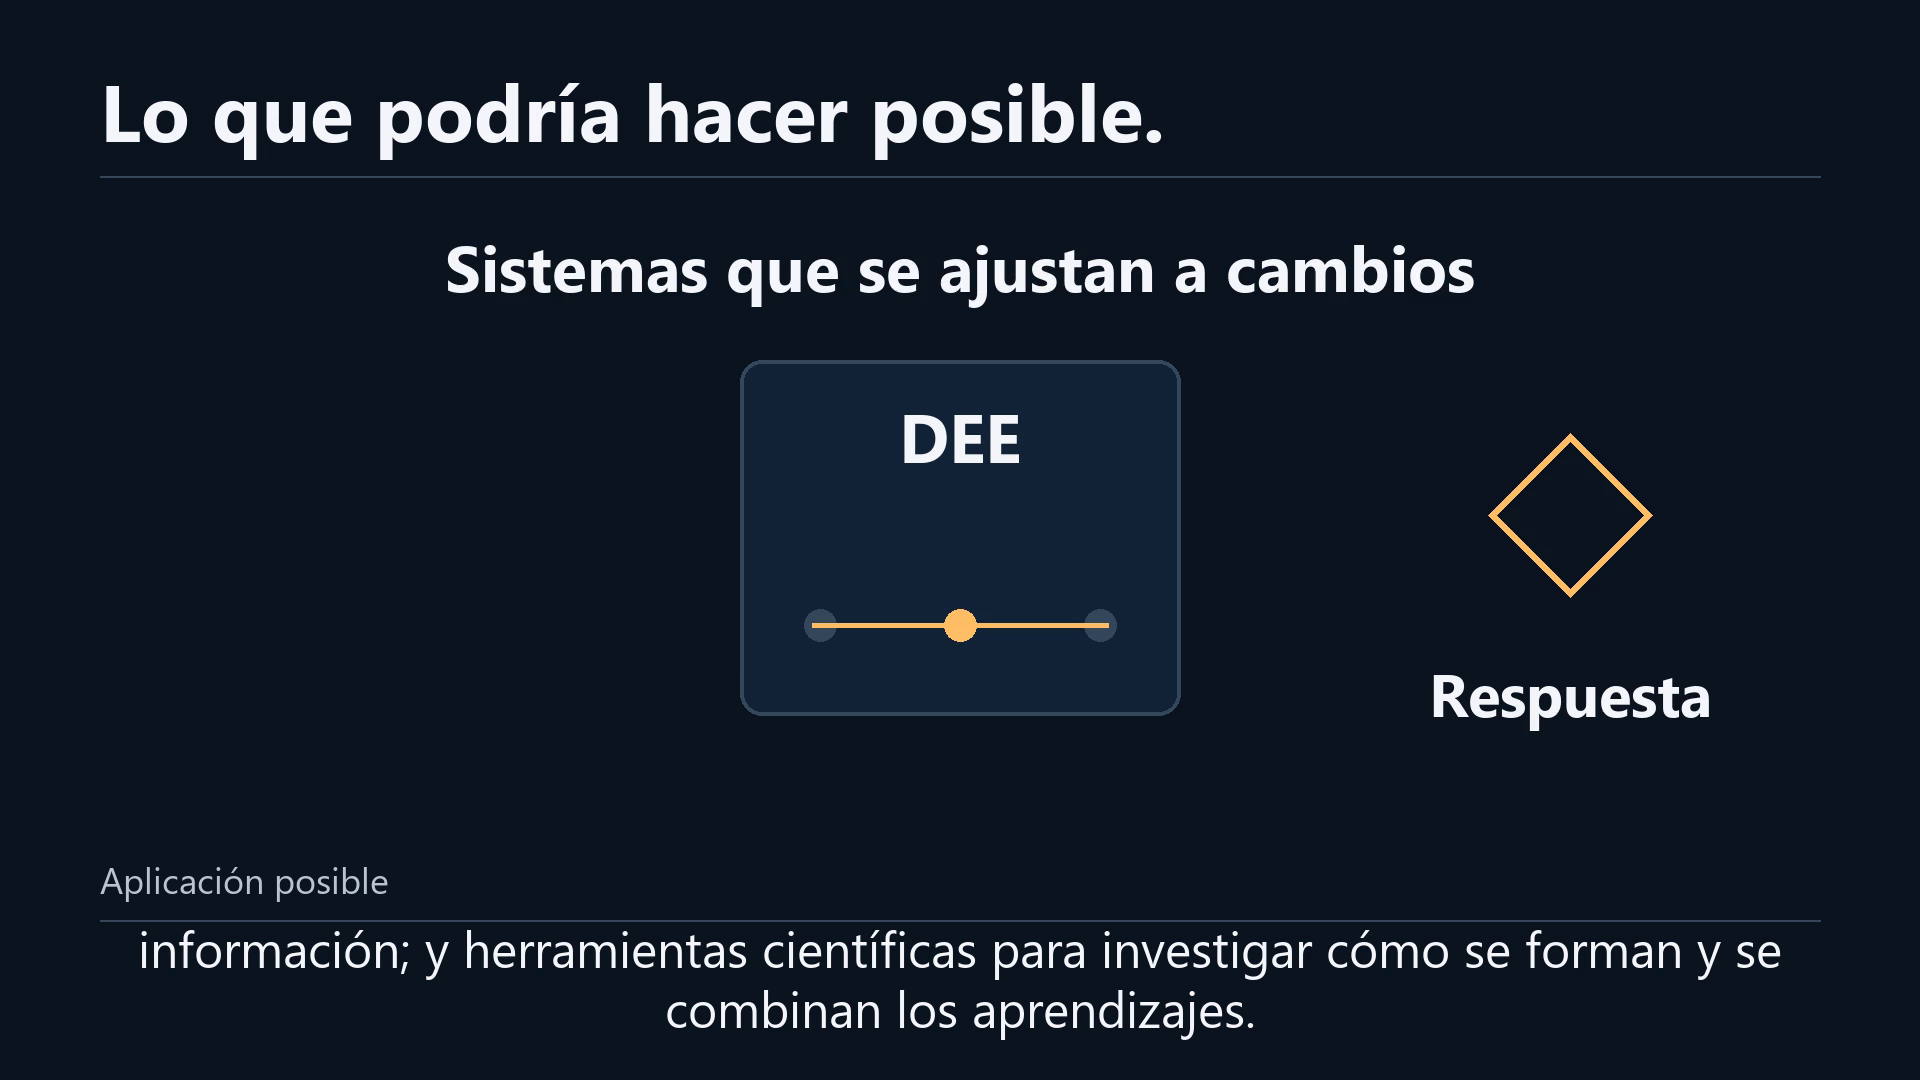 Lo que podría hacer posible.
Sistemas que se ajustan a cambios
DEE
Respuesta
Aplicación posible
información; y herramientas científicas para investigar cómo se forman y se
combinan los aprendizajes.